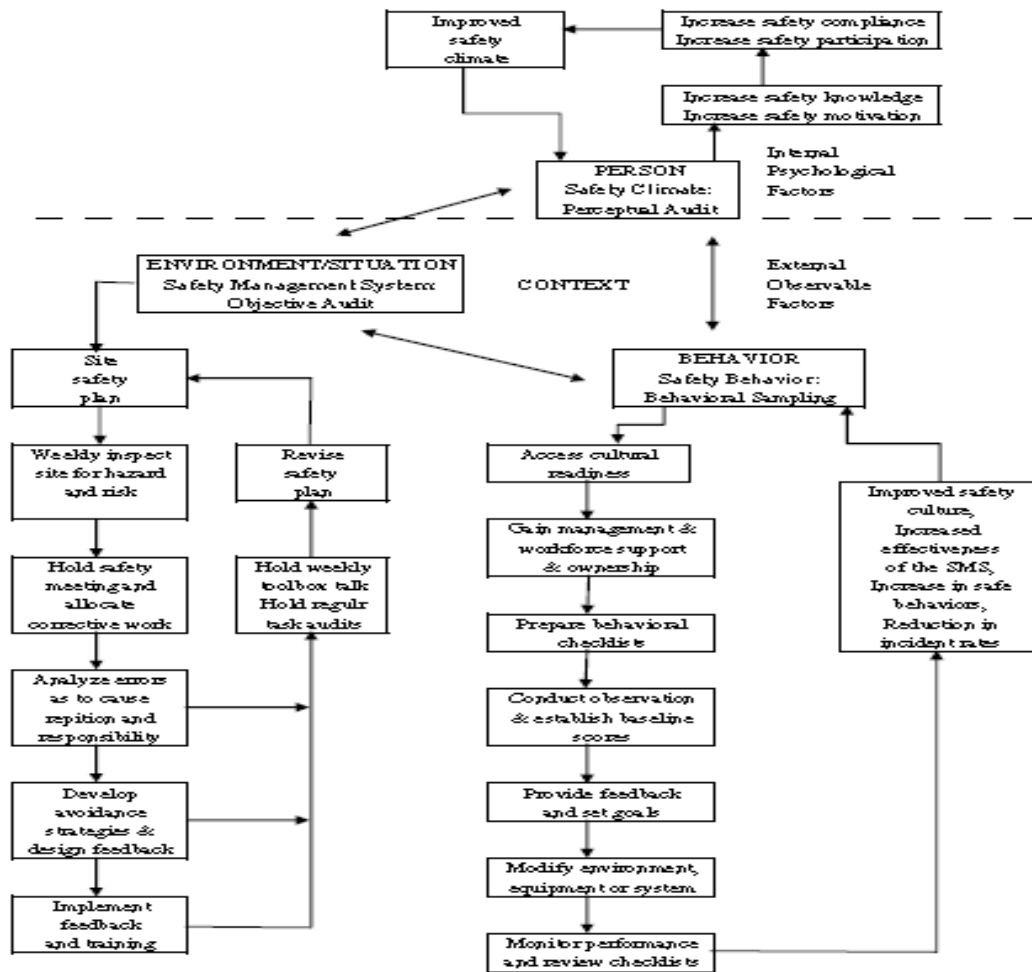 Improved
safety
climate
Increase safety compliance
Increase safety participation
Increase safety knowledge
Increase safety motivation
PERSON
Safety Climate:
Perceptual Audit
Internal
Psychological
Factors
ENVIRONMENT/SITUATION
Safety Management System:
Objective Audit
CONTEXT
External
Observable
Factors
BEHAVIOR
Safety Behavior:
Behavioral Sampling
Site
safety
plan
Weekly inspect
site for hazard
and risk
Hold safety
meeting and
allocate
corrective work
Analyze errors
as to cause
repition and
responsibility
Develop
avoidance
strategies &
design feedback
Implement
feedback
and training
Revise
safety
plan
Hold weekly
toolbox talk
Hold regulr
task audits
Access cultural
readiness
Gain management &
workforce support
& ownership
Prepare behavioral
checklists
Conduct observation
& establish baseline
scores
Provide feedback
and set goals
Modify environment,
equipment or system
Monitor performance
and review checklists
Improved safety
culture,
Increased
effectiveness
of the SMS,
Increase in safe
behaviors,
Reduction in
incident rates